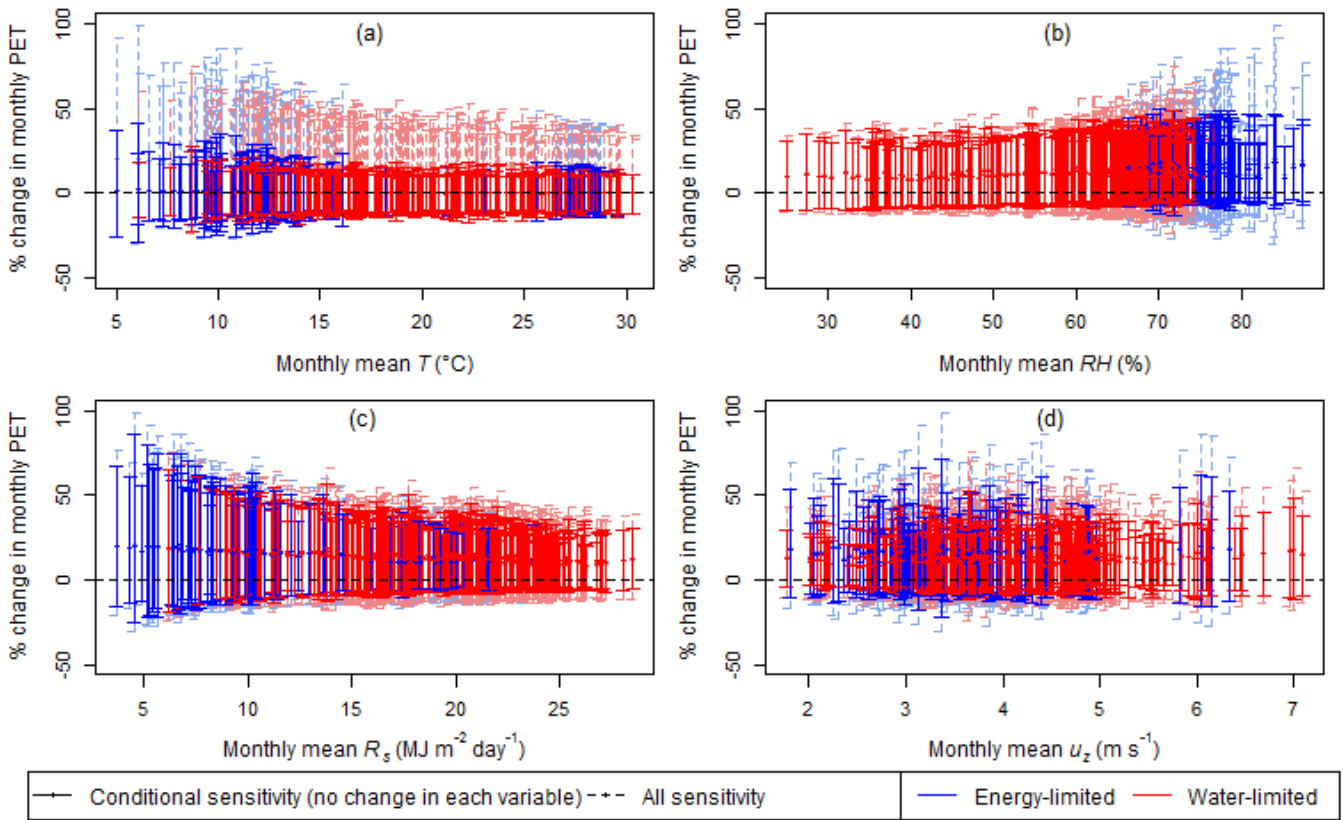 (a)
% change in monthly PET
100
50
0
-50
5 10 15 20 25 30
Monthly mean T (°C)
(b)
% change in monthly PET
100
50
0
-50
30 40 50 60 70 80
Monthly mean RH (%)
(c)
% change in monthly PET
100
50
0
-50
5 10 15 20 25
Monthly mean Rₛ (MJ m⁻² day⁻¹)
(d)
% change in monthly PET
100
50
0
-50
2 3 4 5 6 7
Monthly mean u_z (m s⁻¹)
Conditional sensitivity (no change in each variable) All sensitivity Energy-limited Water-limited